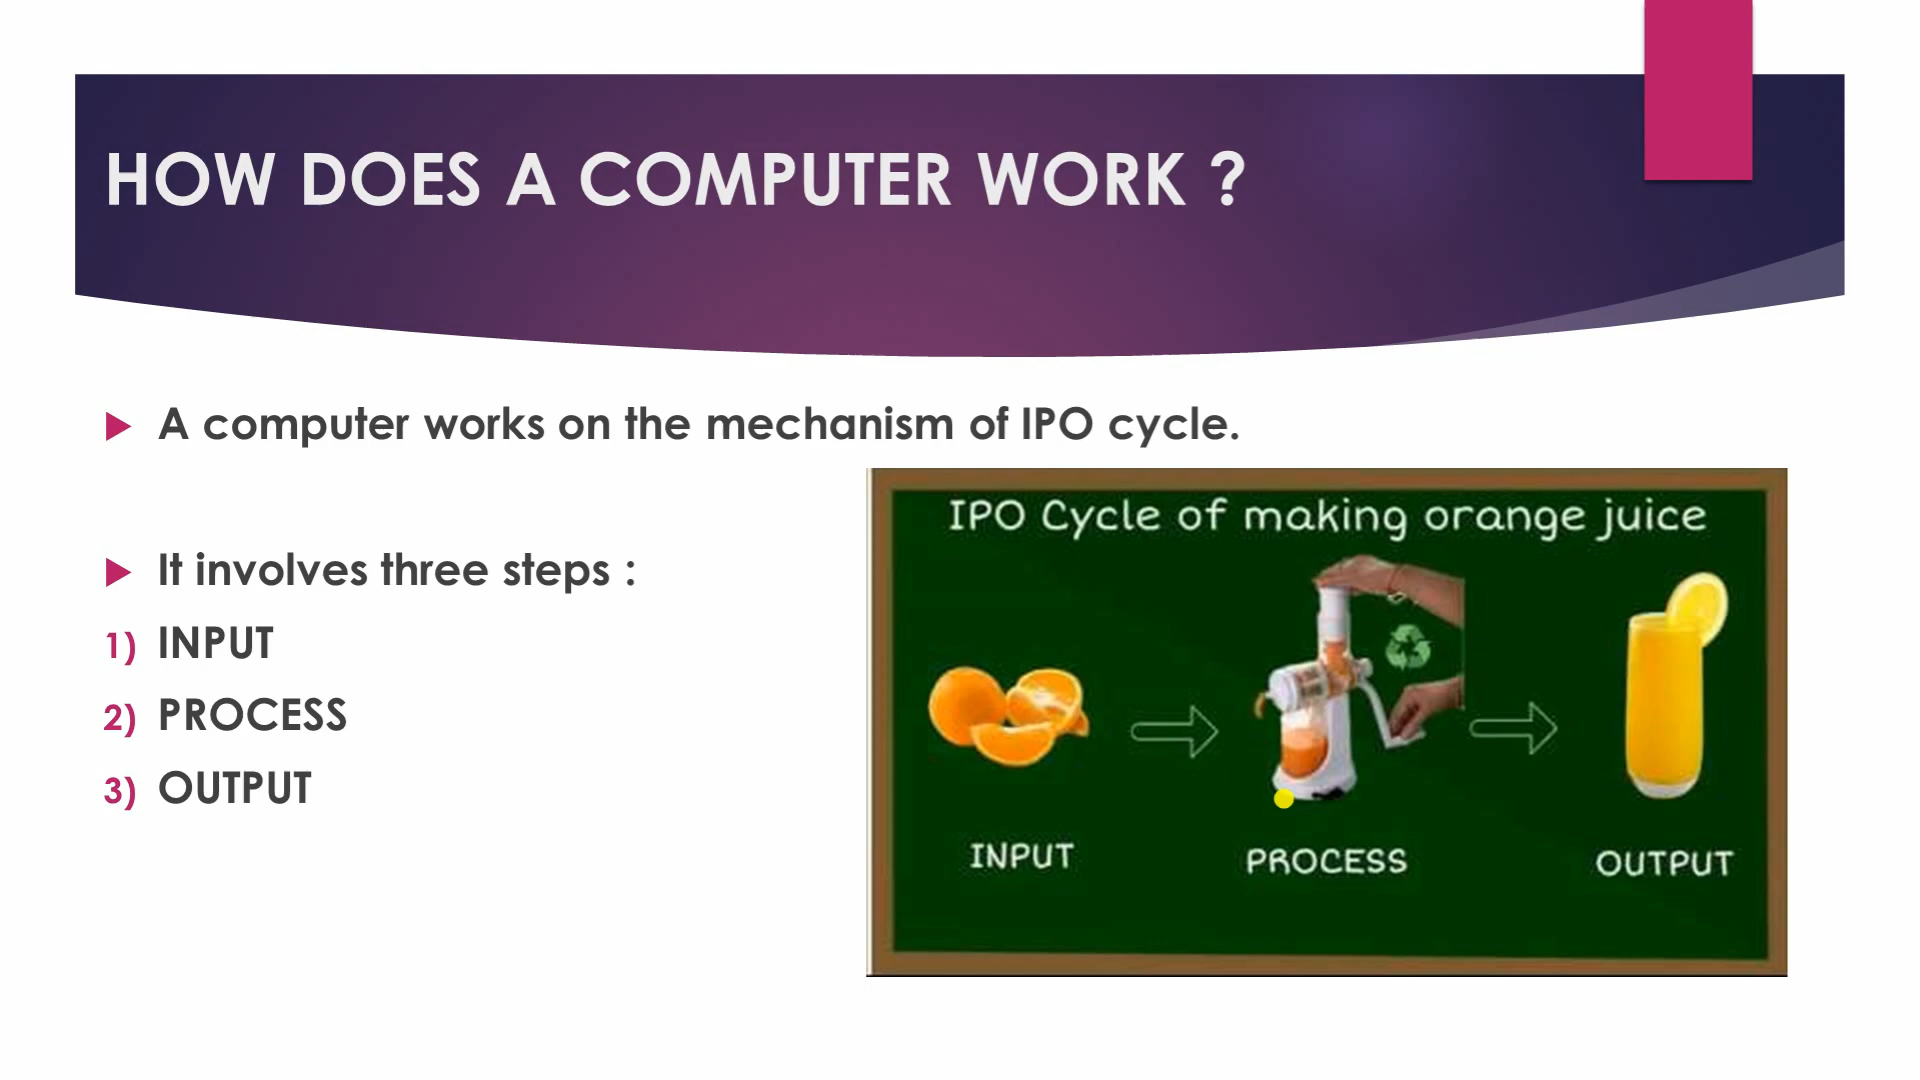 HOW DOES A COMPUTER WORK ?
A computer works on the mechanism of IPO cycle.
It involves three steps :
1) INPUT
2) PROCESS
3) OUTPUT
IPO Cycle of making orange juice
INPUT
PROCESS
OUTPUT